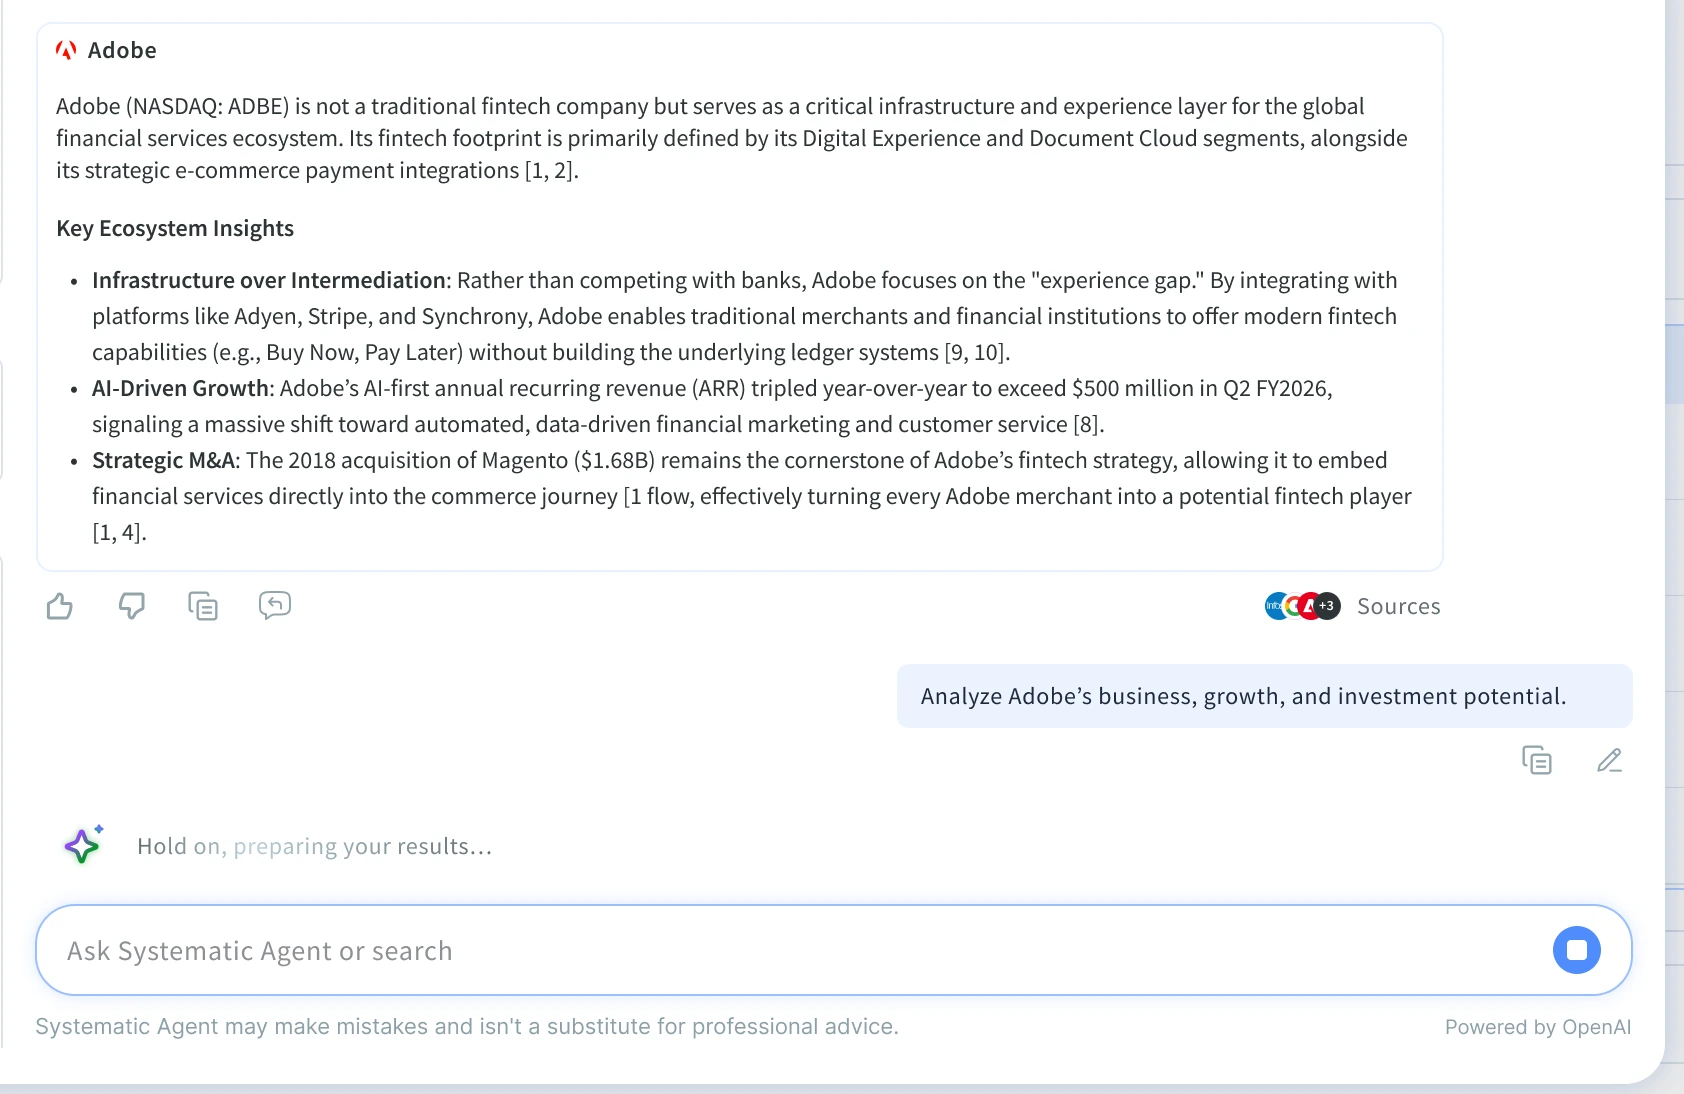 Adobe
Adobe (NASDAQ: ADBE) is not a traditional fintech company but serves as a critical infrastructure and experience layer for the global
financial services ecosystem. Its fintech footprint is primarily defined by its Digital Experience and Document Cloud segments, alongside
its strategic e-commerce payment integrations [1, 2].
Key Ecosystem Insights
• Infrastructure over Intermediation: Rather than competing with banks, Adobe focuses on the "experience gap." By integrating with
platforms like Adyen, Stripe, and Synchrony, Adobe enables traditional merchants and financial institutions to offer modern fintech
capabilities (e.g., Buy Now, Pay Later) without building the underlying ledger systems [9, 10].
• AI-Driven Growth: Adobe’s AI-first annual recurring revenue (ARR) tripled year-over-year to exceed $500 million in Q2 FY2026,
signaling a massive shift toward automated, data-driven financial marketing and customer service [8].
• Strategic M&A: The 2018 acquisition of Magento ($1.68B) remains the cornerstone of Adobe’s fintech strategy, allowing it to embed
financial services directly into the commerce journey [1 flow, effectively turning every Adobe merchant into a potential fintech player
[1, 4].
+3 Sources
Analyze Adobe’s business, growth, and investment potential.
Hold on, preparing your results...
Ask Systematic Agent or search
Systematic Agent may make mistakes and isn't a substitute for professional advice.
Powered by OpenAI